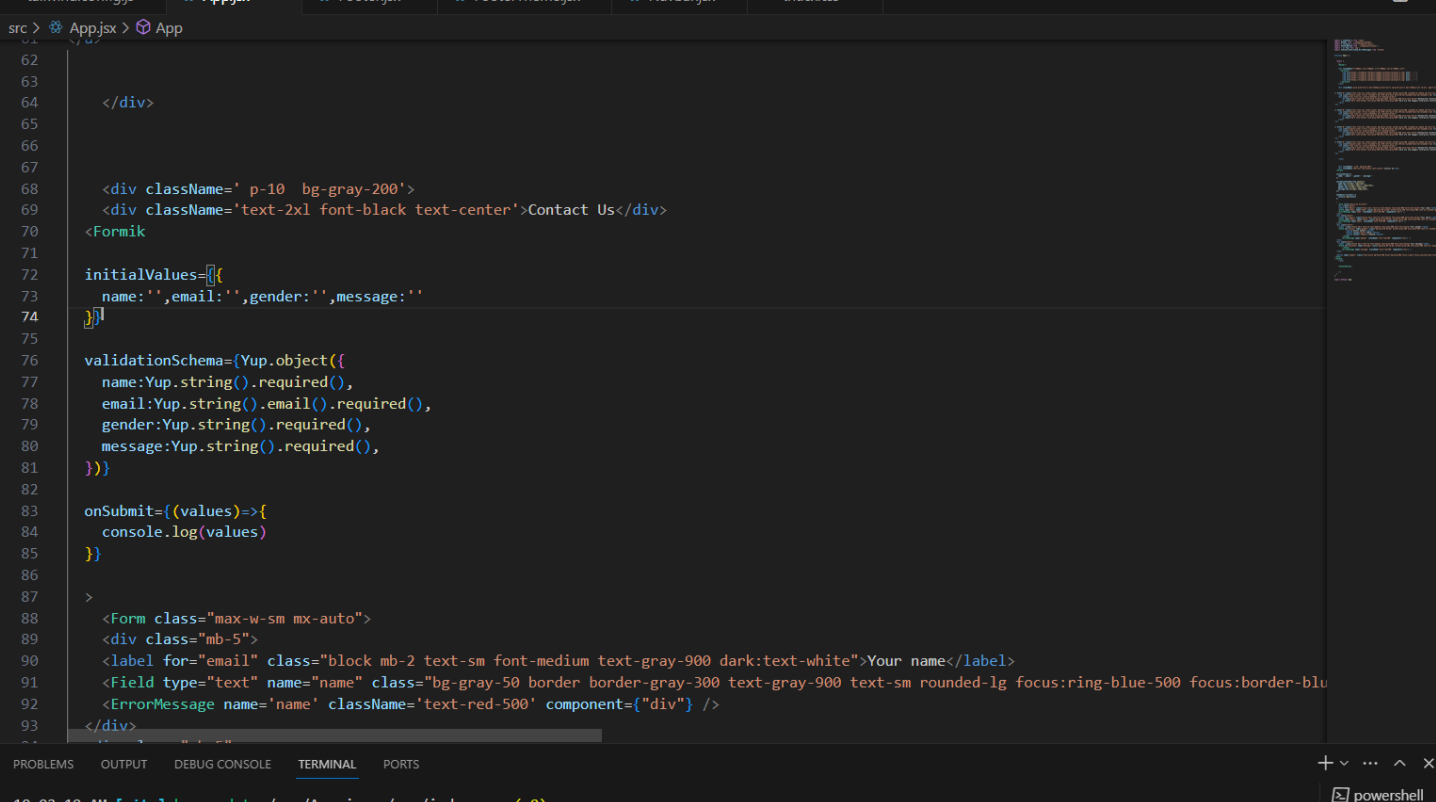 App.jsx
src > App.jsx > App
61 </a>
62
63
64 </div>
65
66
67
68 <div className=' p-10  bg-gray-200'>
69 <div className='text-2xl font-black text-center'>Contact Us</div>
70 <Formik
71
72 initialValues={{
73 name:'',email:'',gender:'',message:''
74 }}
75
76 validationSchema={Yup.object({
77 name:Yup.string().required(),
78 email:Yup.string().email().required(),
79 gender:Yup.string().required(),
80 message:Yup.string().required(),
81 })}
82
83 onSubmit={(values)=>{
84 console.log(values)
85 }}
86
87 >
88 <Form class="max-w-sm mx-auto">
89 <div class="mb-5">
90 <label for="email" class="block mb-2 text-sm font-medium text-gray-900 dark:text-white">Your name</label>
91 <Field type="text" name="name" class="bg-gray-50 border border-gray-300 text-gray-900 text-sm rounded-lg focus:ring-blue-500 focus:border-blu
92 <ErrorMessage name='name' className='text-red-500' component={"div"} />
93 </div>
PROBLEMS OUTPUT DEBUG CONSOLE TERMINAL PORTS
powershell